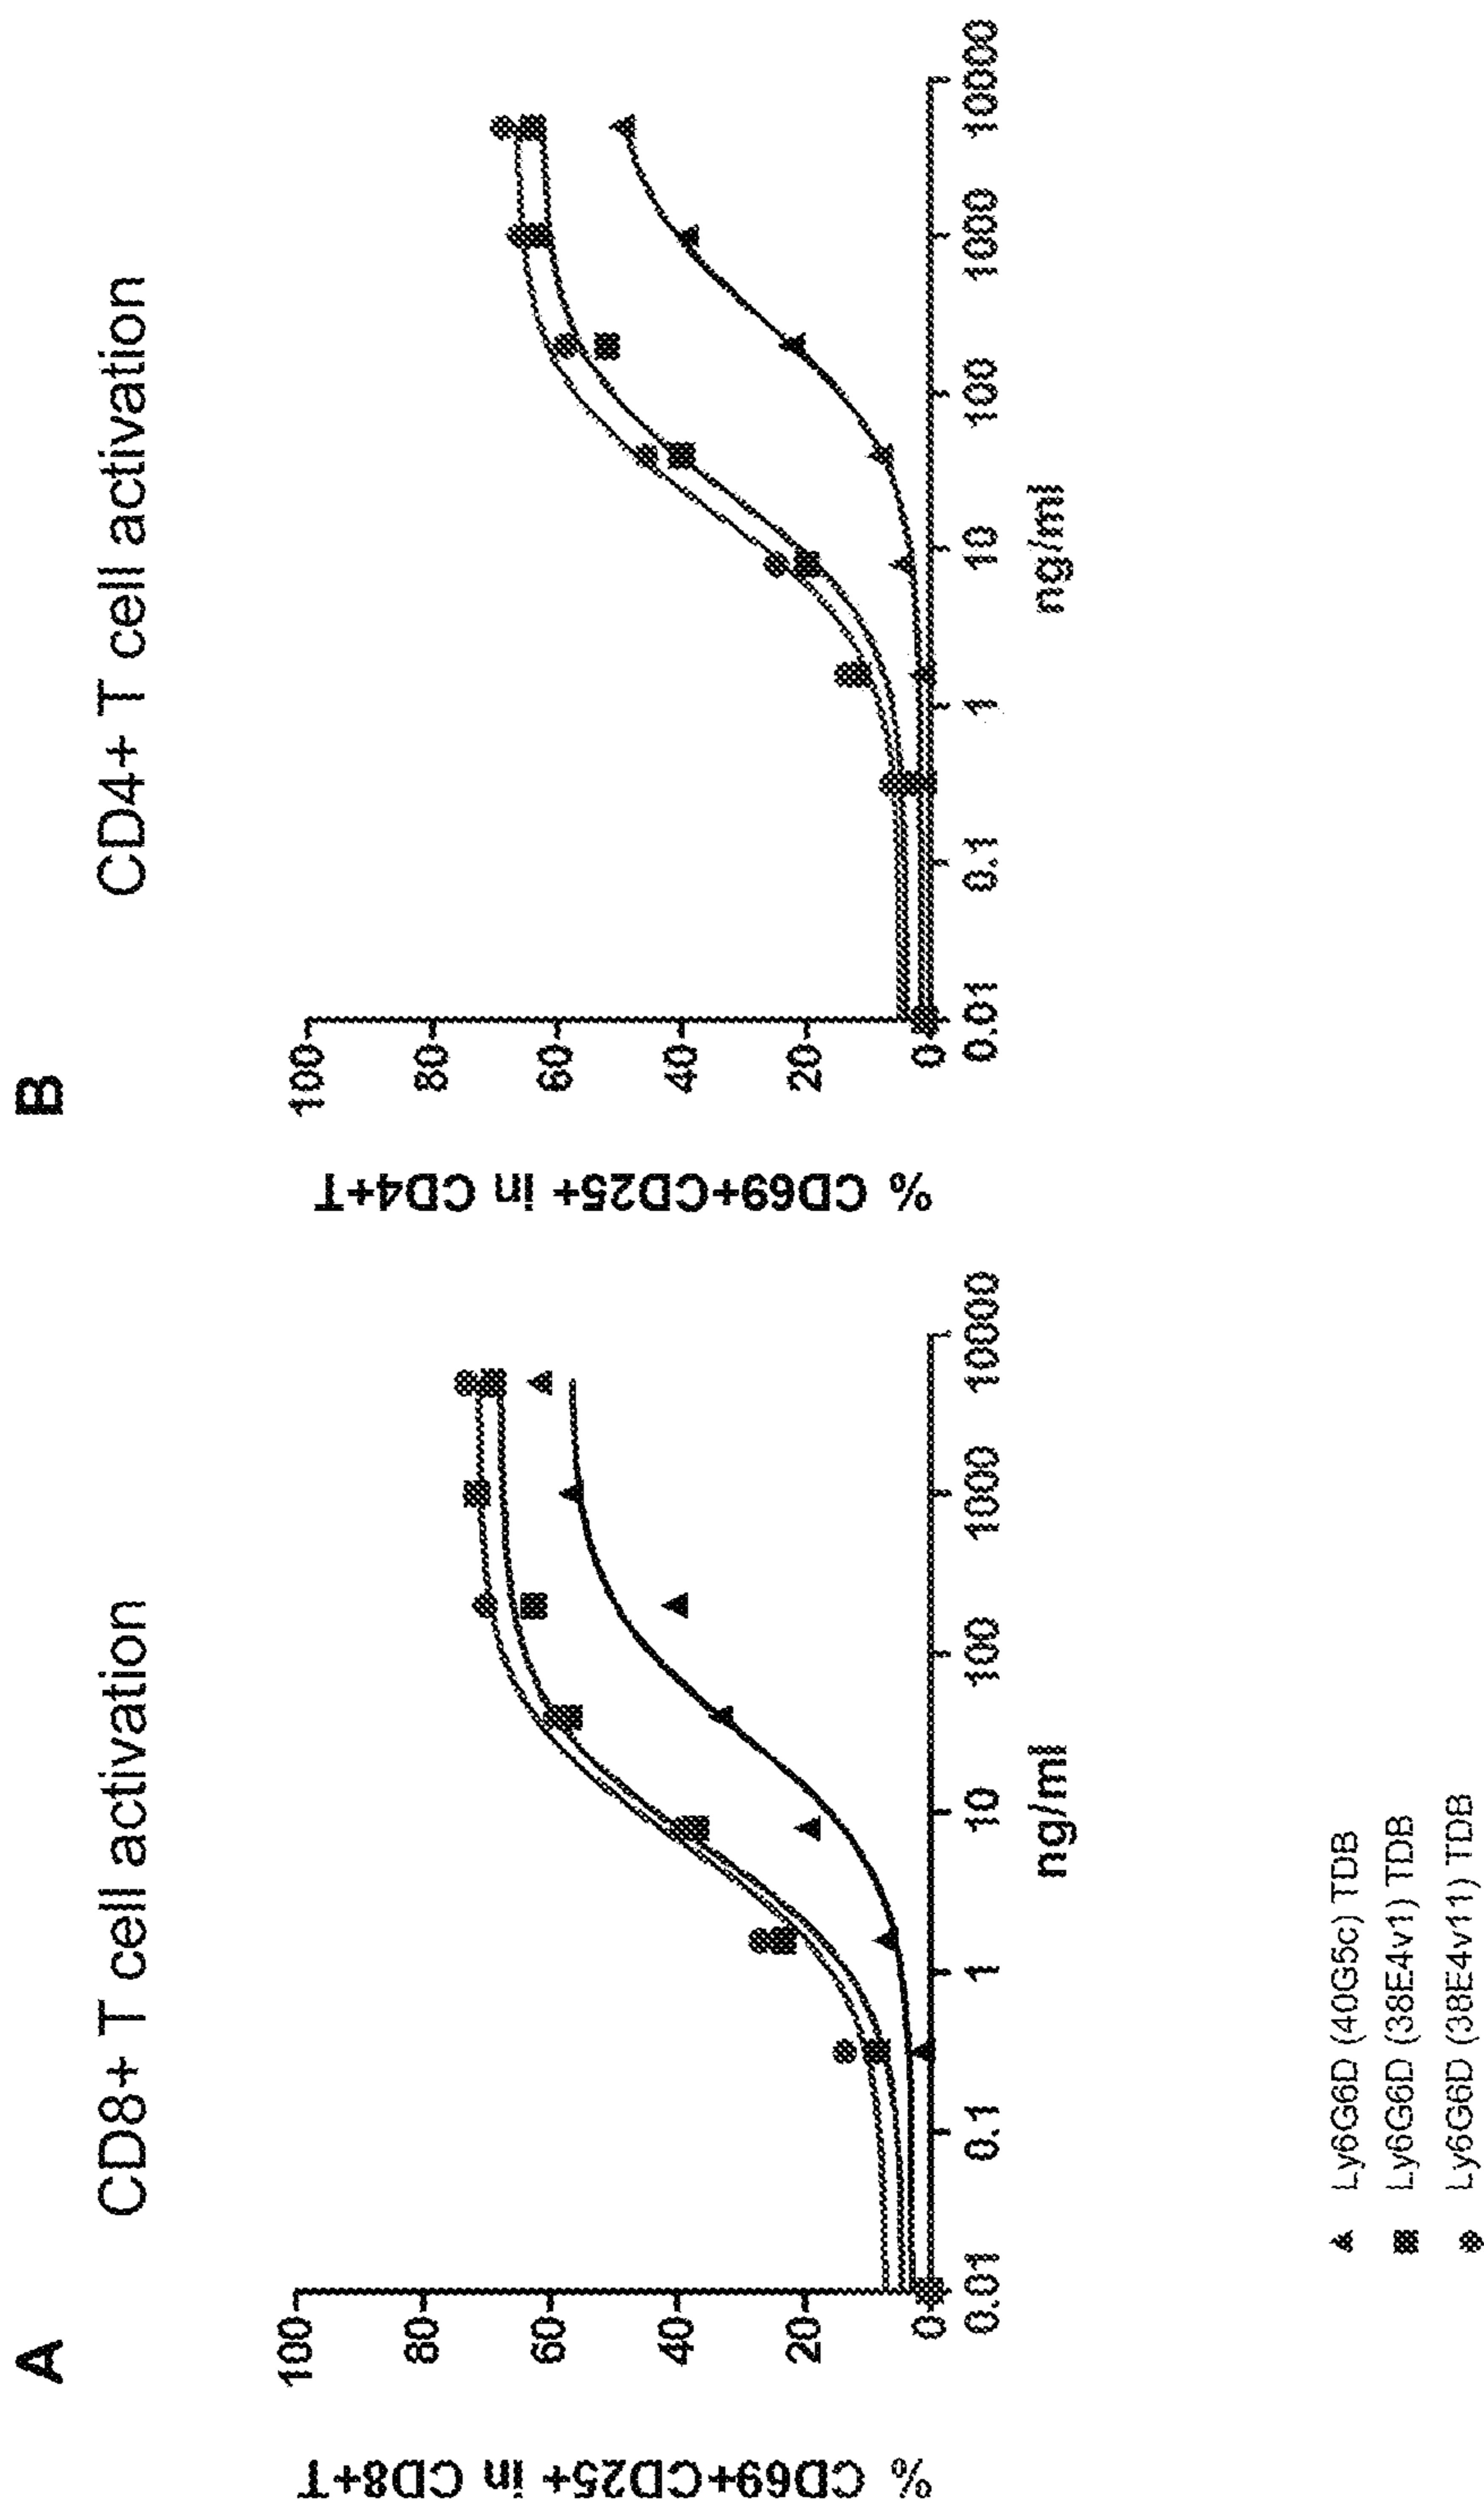 A
CD8+ T cell activation
% CD69+CD25+ in CD8+T
100
80
60
40
20
0
0.01
0.1
1
10
100
1000
10000
ng/ml
B
CD4+ T cell activation
% CD69+CD25+ in CD4+T
100
80
60
40
20
0
0.01
0.1
1
10
100
1000
10000
ng/ml
Ly6G6D (40G5c) TDB
Ly6G6D (38E4v1) TDB
Ly6G6D (38E4v11) TDB